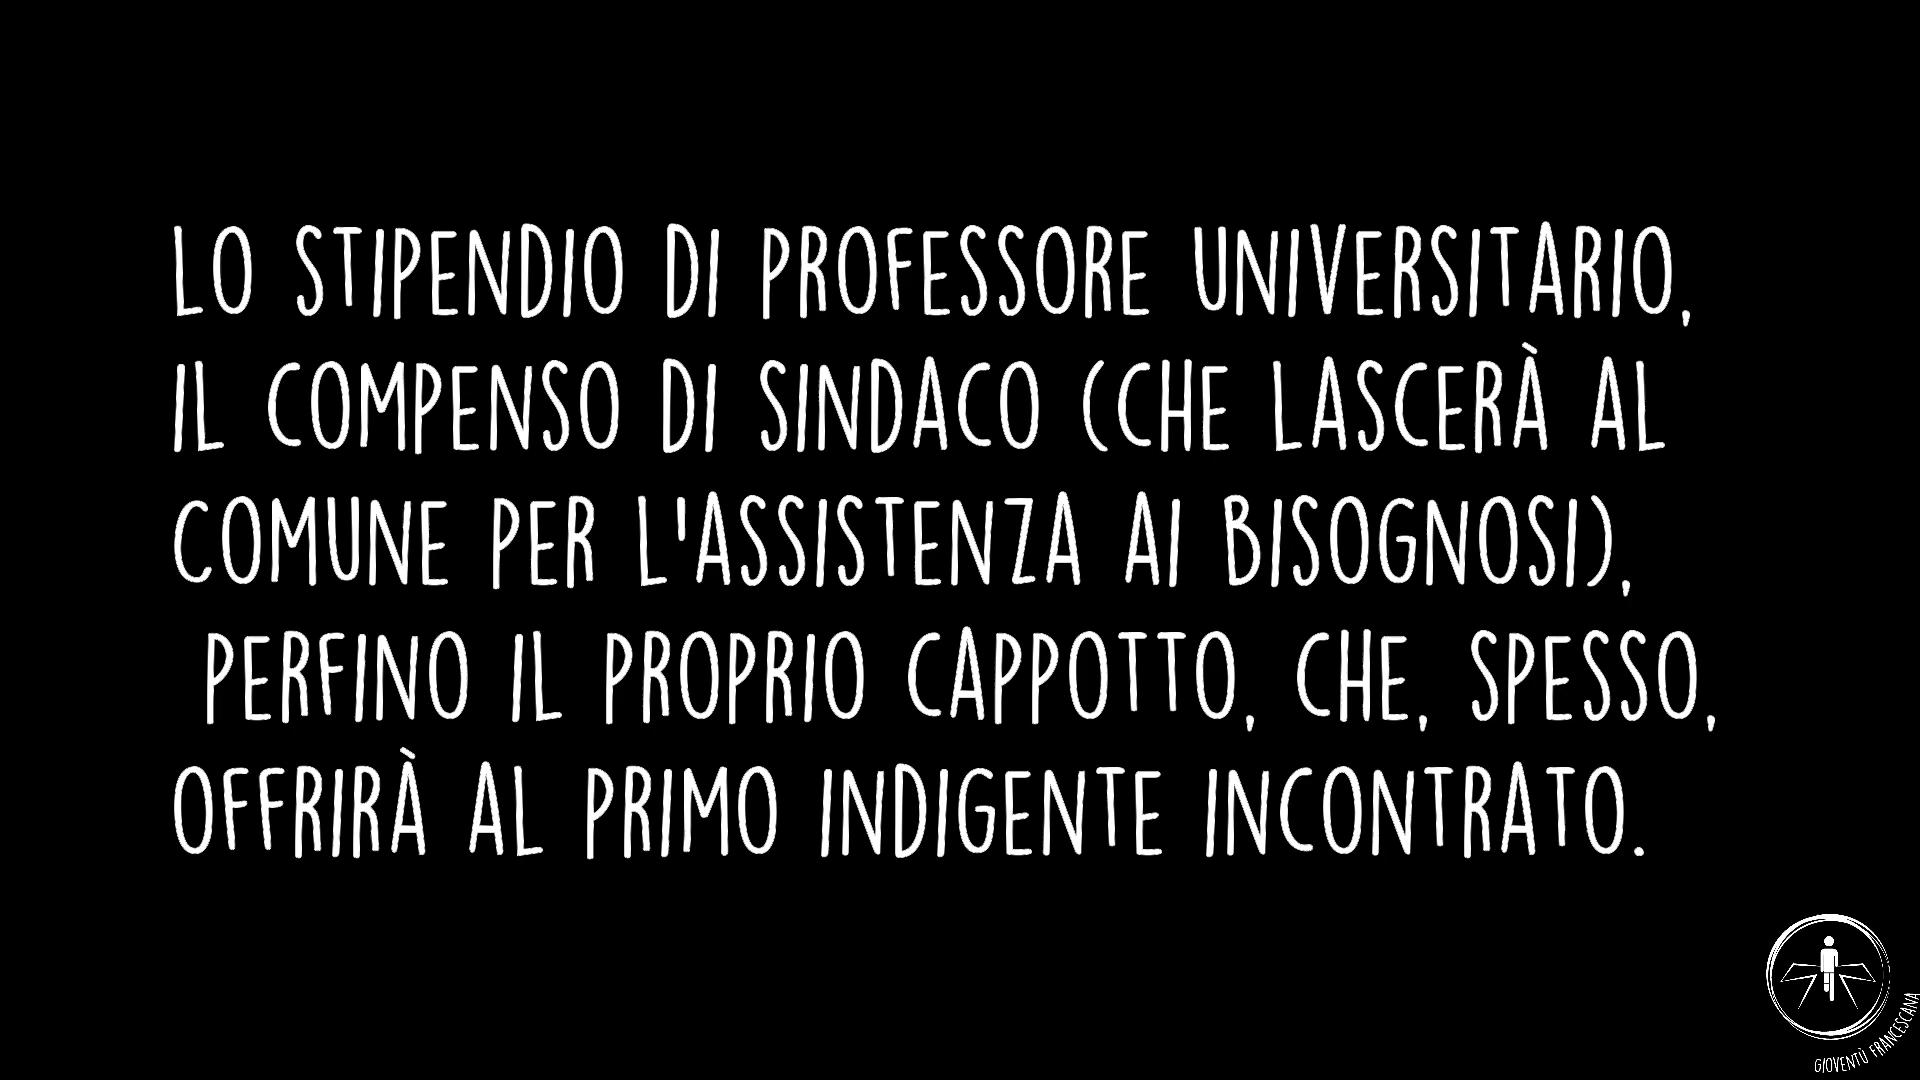 LO STIPENDIO DI PROFESSORE UNIVERSITARIO,
IL COMPENSO DI SINDACO (CHE LASCERÀ AL
COMUNE PER L'ASSISTENZA AI BISOGNOSI),
PERFINO IL PROPRIO CAPPOTTO, CHE, SPESSO,
OFFRIRÀ AL PRIMO INDIGENTE INCONTRATO.
GIOVENTÙ FRANCESCANA